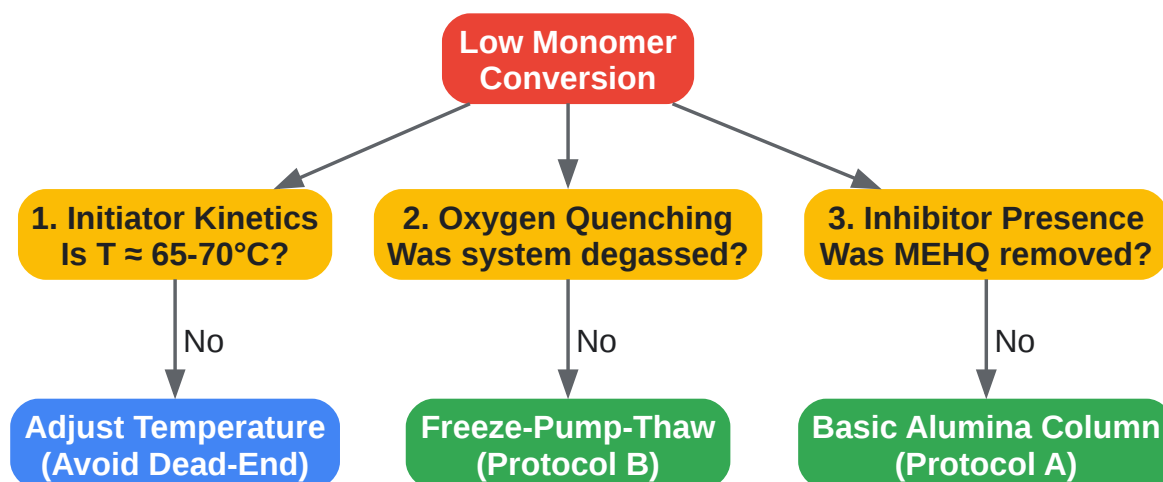 Low Monomer
Conversion
1. Initiator Kinetics
Is T ≈ 65-70°C?
2. Oxygen Quenching
Was system degassed?
3. Inhibitor Presence
Was MEHQ removed?
No
No
No
Adjust Temperature
(Avoid Dead-End)
Freeze-Pump-Thaw
(Protocol B)
Basic Alumina Column
(Protocol A)